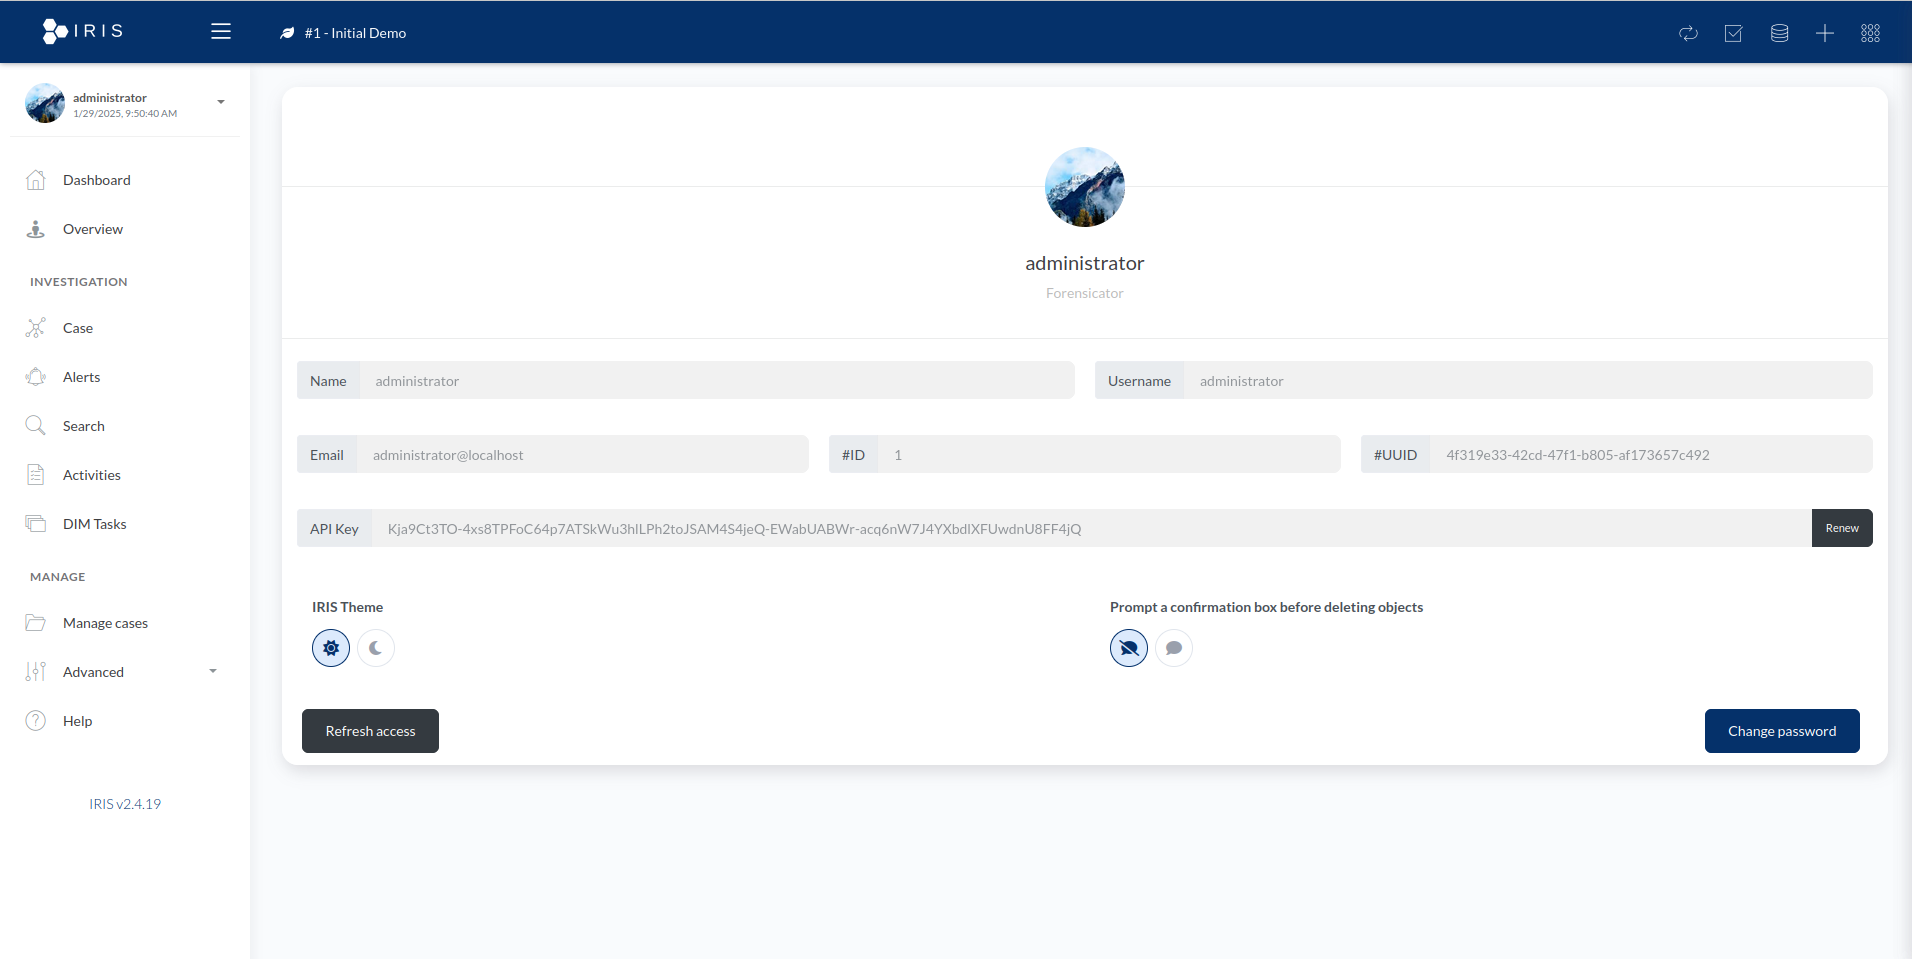 IRIS
#1 - Initial Demo
administrator
1/29/2025, 9:50:40 AM
Dashboard
Overview
INVESTIGATION
Case
Alerts
Search
Activities
DIM Tasks
MANAGE
Manage cases
Advanced
Help
IRIS v2.4.19
administrator
Forensicator
Name administrator
Username administrator
Email administrator@localhost
#ID 1
#UUID 4f319e33-42cd-47f1-b805-af173657c492
API Key Kja9Ct3TO-4xs8TPFoC64p7ATSkWu3hlLPh2toJSAM4S4jeQ-EWabUABWr-acq6nW7J4YXbdlXFUwdnU8FF4jQ Renew
IRIS Theme
Prompt a confirmation box before deleting objects
Refresh access
Change password